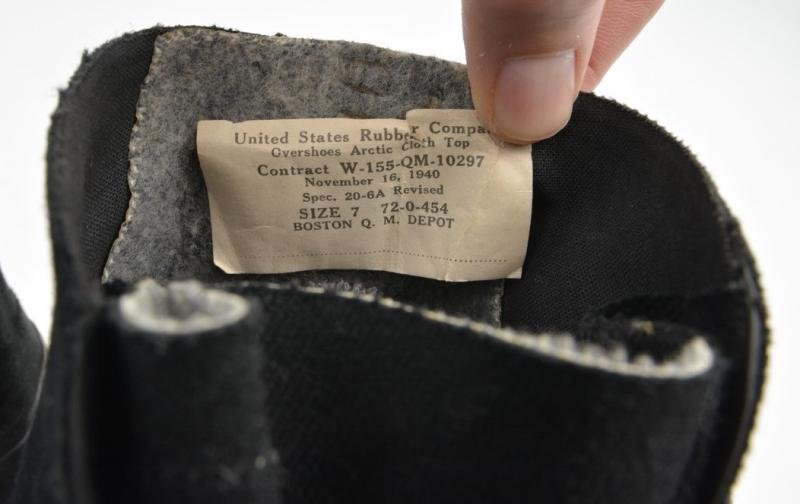 United States Rubber Compa
Overshoes Arctic Cloth Top
Contract W-155-QM-10297
November 16, 1940
Spec. 20-6A Revised
SIZE 7 72-0-454
BOSTON Q. M. DEPOT